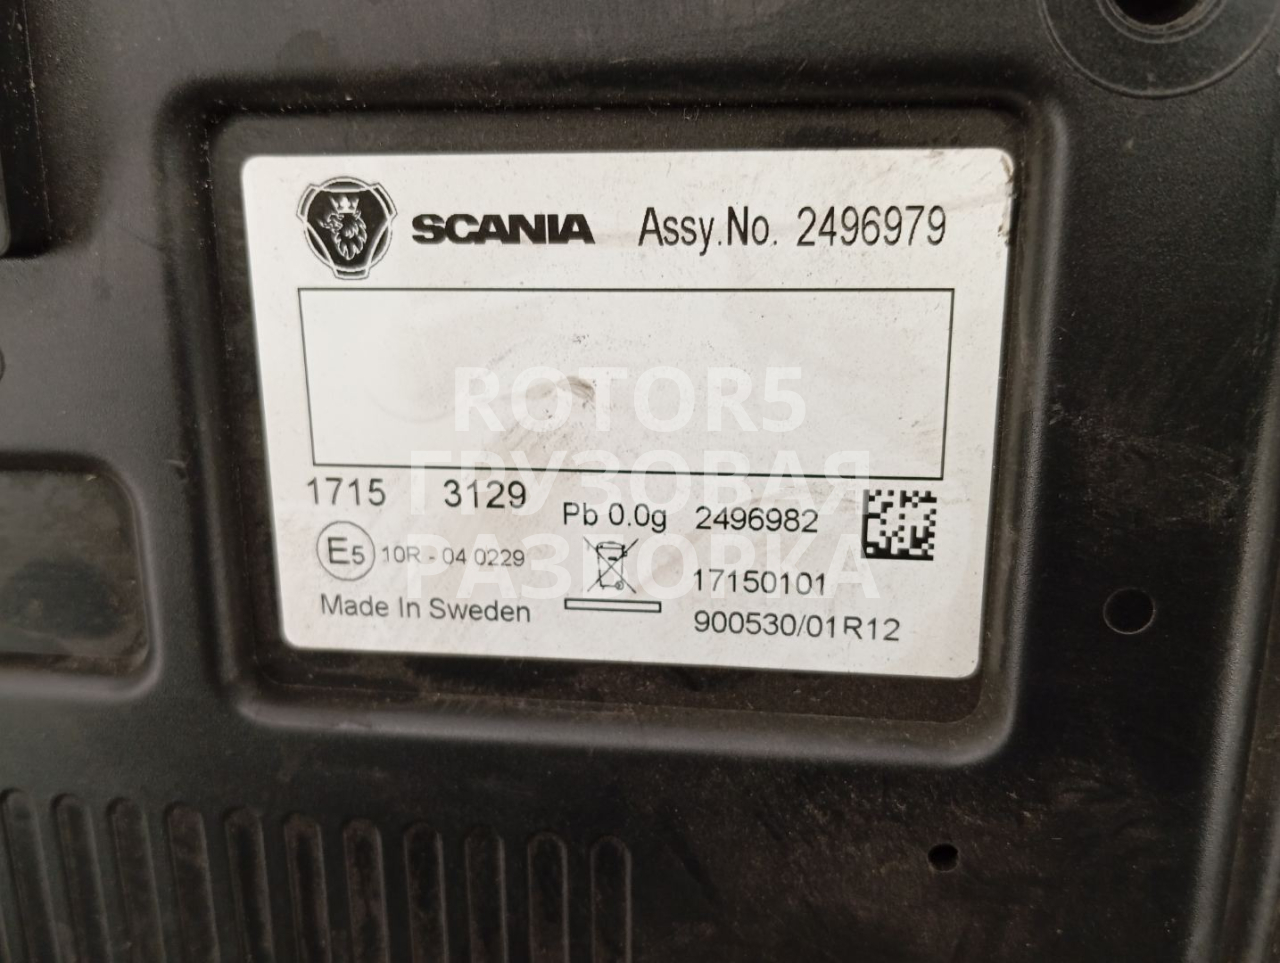 SCANIA Assy.No. 2496979
ROTOR5
ГРУЗОВАЯ
РАЗБОРКА
1715 3129 Pb 0.0g 2496982
E5 10R - 04 0229
17150101
Made In Sweden
900530/01R12